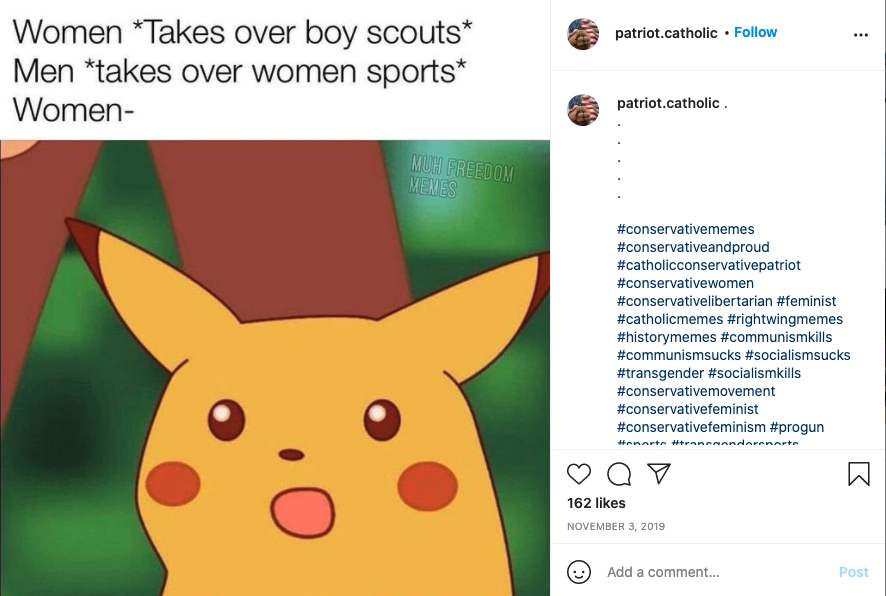 Women *Takes over boy scouts*
Men *takes over women sports*
Women-
MUH FREEDOM
MEMES
patriot.catholic • Follow
...
patriot.catholic .
.
.
.
.
.
#conservativememes
#conservativeandproud
#catholicconservativepatriot
#conservativewomen
#conservativelibertarian #feminist
#catholicmemes #rightwingmemes
#historymemes #communismkills
#communismsucks #socialismsucks
#transgender #socialismkills
#conservativemovement
#conservativefeminist
#conservativefeminism #progun
#sports #transgendersports
162 likes
NOVEMBER 3, 2019
Add a comment...
Post